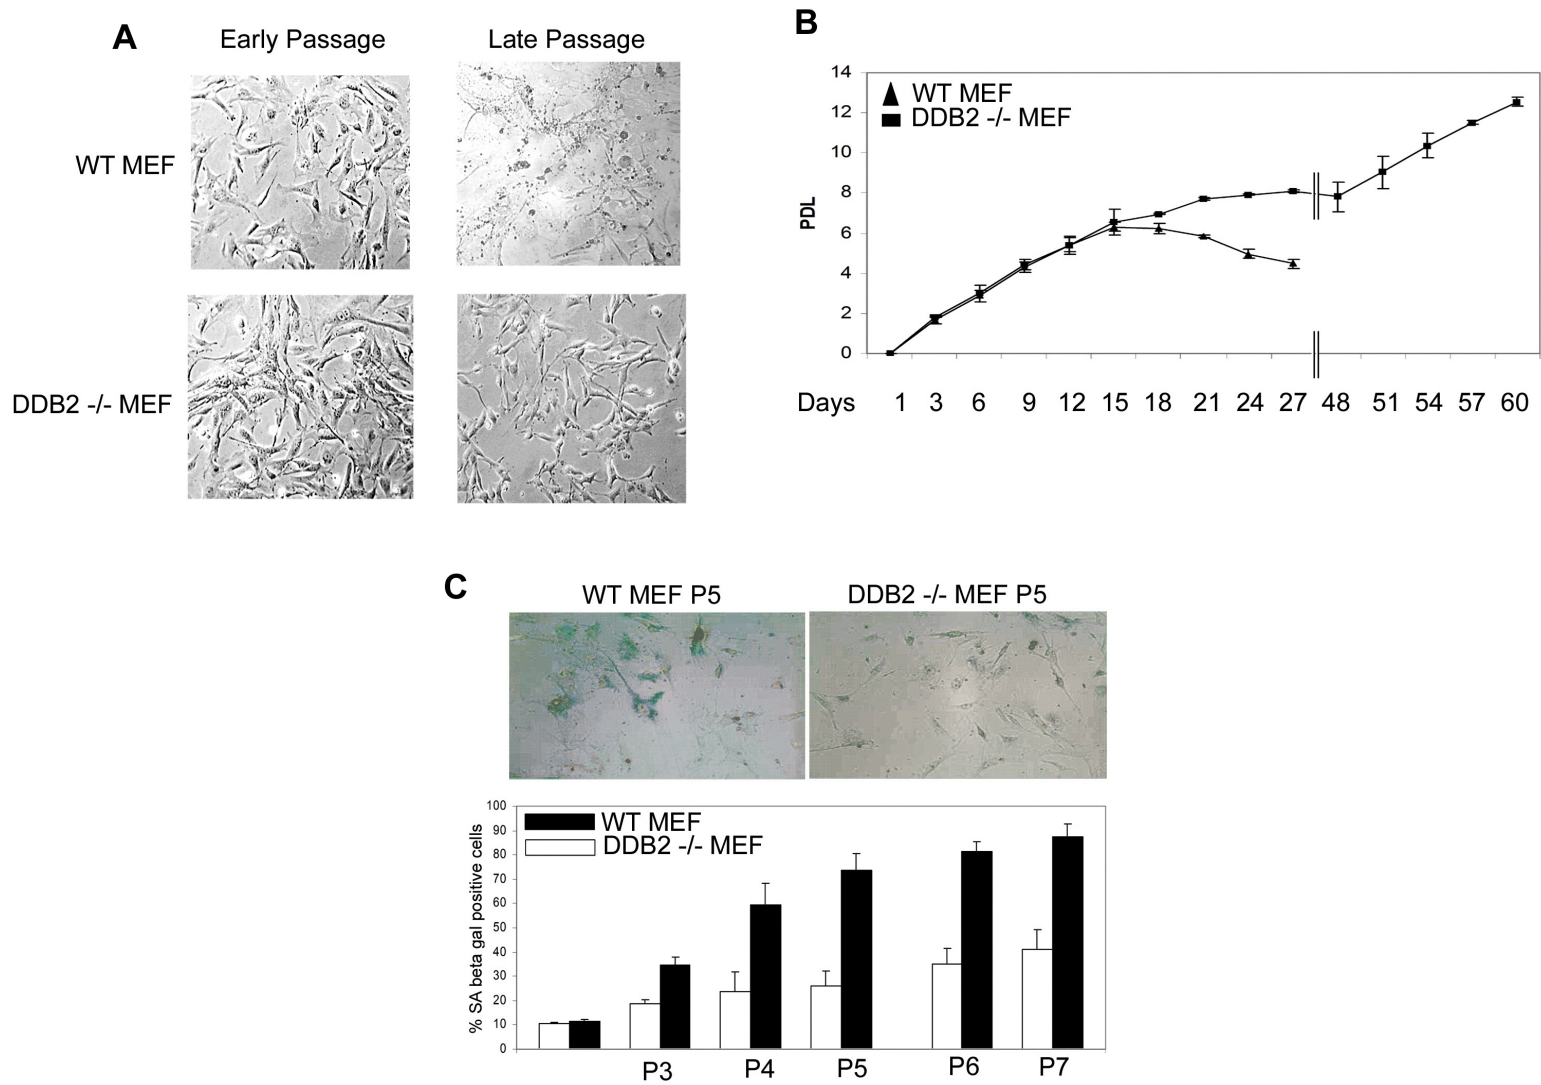 A
Early Passage
Late Passage
WT MEF
DDB2 -/- MEF
B
14
12
10
8
6
4
2
0
PDL
WT MEF
DDB2 -/- MEF
Days 1 3 6 9 12 15 18 21 24 27 48 51 54 57 60
C
WT MEF P5
DDB2 -/- MEF P5
100
90
80
70
60
50
40
30
20
10
0
% SA beta gal positive cells
WT MEF
DDB2 -/- MEF
P3 P4 P5 P6 P7